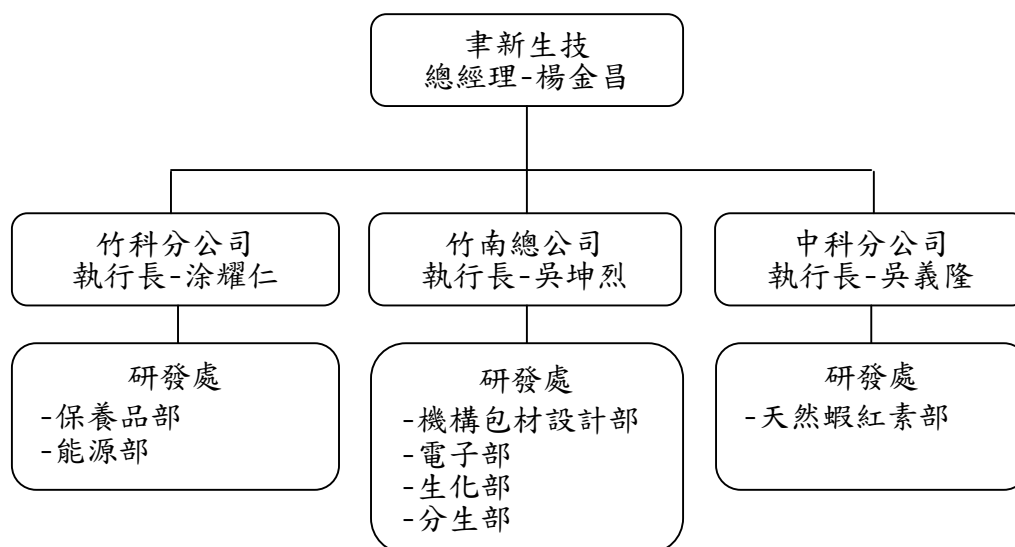 聿新生技
總經理-楊金昌
竹科分公司
執行長-涂耀仁
竹南總公司
執行長-吳坤烈
中科分公司
執行長-吳義隆
研發處
-保養品部
-能源部
研發處
-機構包材設計部
-電子部
-生化部
-分生部
研發處
-天然蝦紅素部